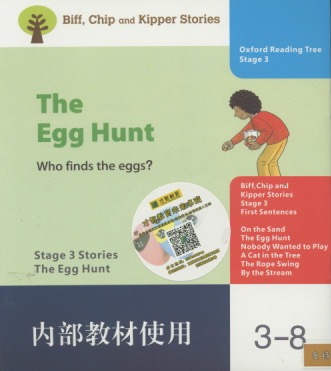 Biff, Chip and Kipper Stories
Oxford Reading Tree
Stage 3
The
Egg Hunt
Who finds the eggs?
Biff,Chip and
Kipper Stories
Stage 3
First Sentences
On the Sand
The Egg Hunt
Nobody Wanted to Play
A Cat in the Tree
The Rope Swing
By the Stream
Stage 3 Stories
The Egg Hunt
内部教材使用
3-8